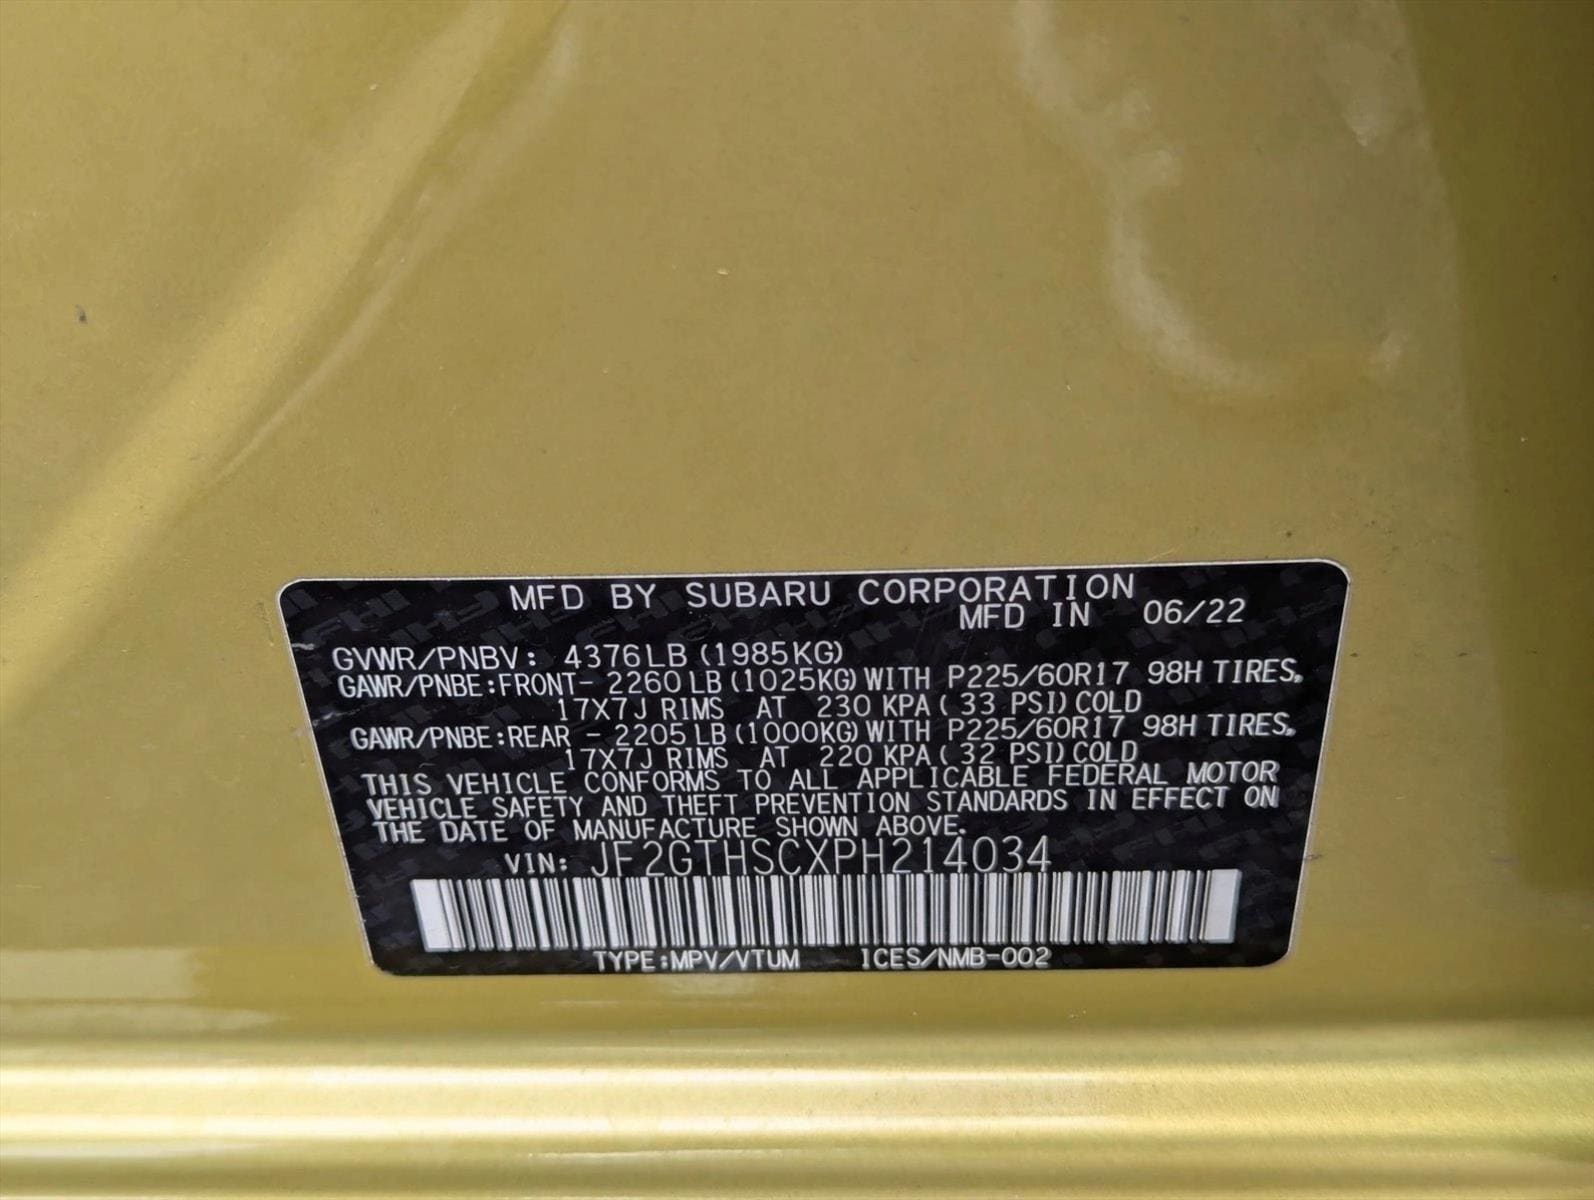 MFD BY SUBARU CORPORATION
MFD IN 06/22
GVWR/PNBV: 4376LB (1985KG)
GAWR/PNBE:FRONT- 2260LB (1025KG) WITH P225/60R17 98H TIRES,
17X7J RIMS AT 230 KPA ( 33 PSI) COLD
GAWR/PNBE:REAR - 2205LB (1000KG) WITH P225/60R17 98H TIRES,
17X7J RIMS AT 220 KPA ( 32 PSI) COLD
THIS VEHICLE CONFORMS TO ALL APPLICABLE FEDERAL MOTOR
VEHICLE SAFETY AND THEFT PREVENTION STANDARDS IN EFFECT ON
THE DATE OF MANUFACTURE SHOWN ABOVE.
VIN: JF2GTHSCXPH214034
TYPE:MPV/VTUM ICES/NMB-002